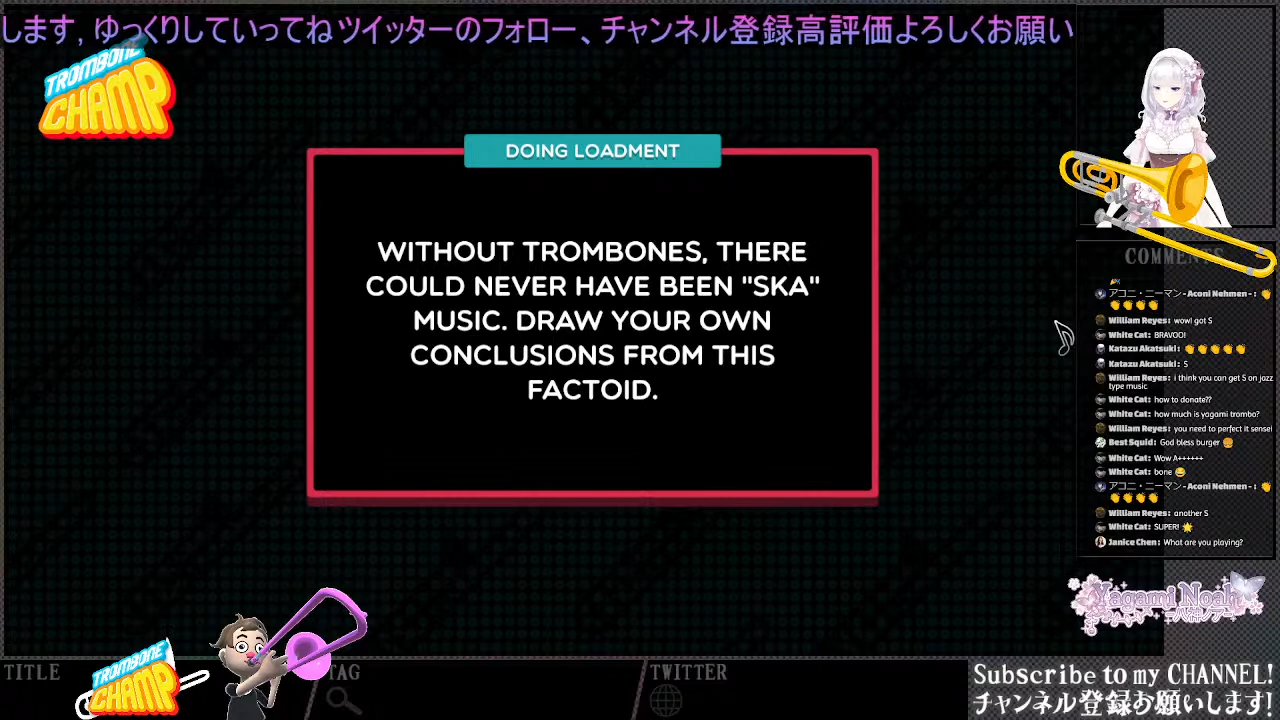 します, ゆっくりしていってねツイッターのフォロー、チャンネル登録高評価よろしくお願い
TROMBONE
CHAMP
DOING LOADMENT
WITHOUT TROMBONES, THERE
COULD NEVER HAVE BEEN "SKA"
MUSIC. DRAW YOUR OWN
CONCLUSIONS FROM THIS
FACTOID.
COMMENTS
アコニ・ニーマン- Aconi Nehmen - : 👏
👏👏👏👏
William Reyes: wow! got S
White Cat: BRAVOO!
Katazu Akatsuki: 👏👏👏👏👏
Katazu Akatsuki: S
William Reyes: i think you can get S on jazz
type music
White Cat: how to donate??
White Cat: how much is yagami trombo?
William Reyes: you need to perfect it sensei
Best Squid: God bless burger 🍔
White Cat: Wow A++++++
White Cat: bone 😂
アコニ・ニーマン- Aconi Nehmen - : 👏
👏👏👏👏
William Reyes: another S
White Cat: SUPER! 🌟
Janice Chen: What are you playing?
Yagami Noah
八神ノアー
TITLE
TROMBONE
CHAMP
TAG
TWITTER
Subscribe to my CHANNEL!
チャンネル登録お願いします!